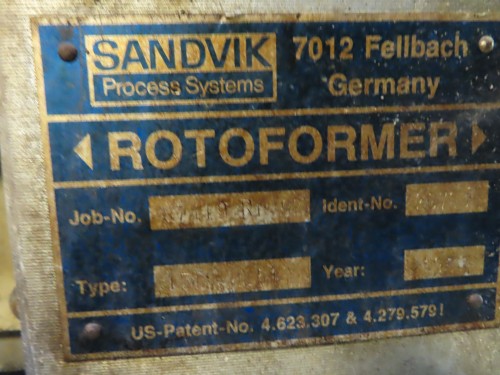 SANDVIK
Process Systems
7012 Fellbach
Germany
ROTOFORMER
Job-No. Ident-No.
Type: Year:
US-Patent-No. 4.623.307 & 4.279.579!